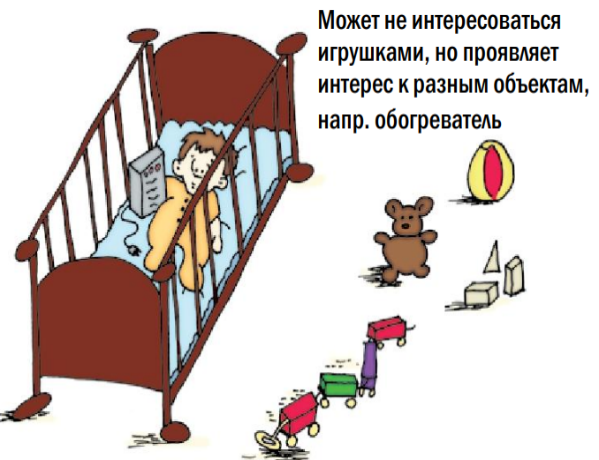 Может не интересоваться
игрушками, но проявляет
интерес к разным объектам,
напр. обогреватель